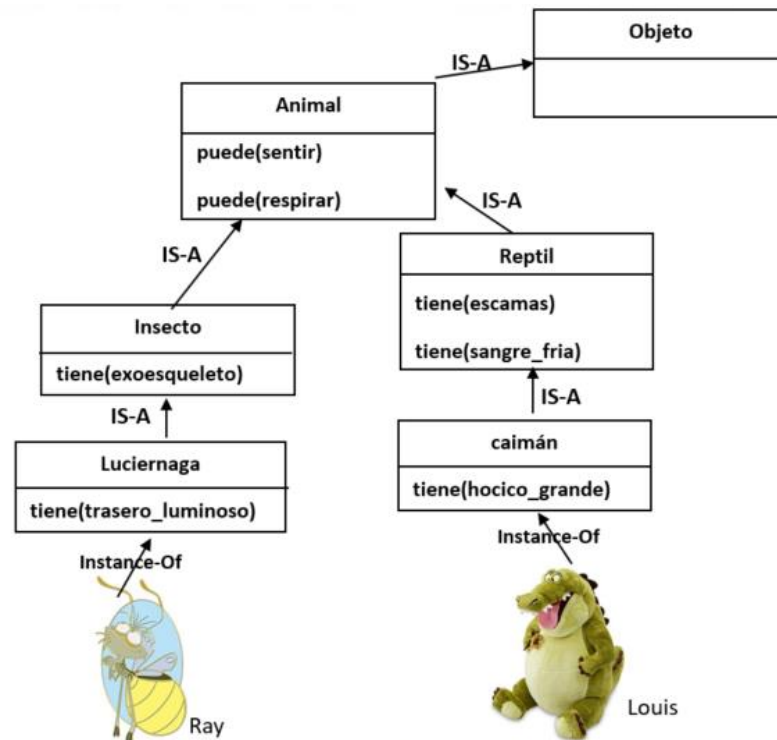 Objeto
IS-A
Animal
puede(sentir)
puede(respirar)
IS-A
IS-A
Reptil
tiene(escamas)
tiene(sangre_fria)
Insecto
tiene(exoesqueleto)
IS-A
IS-A
caimán
tiene(hocico_grande)
Luciernaga
tiene(trasero_luminoso)
Instance-Of
Instance-Of
Ray
Louis